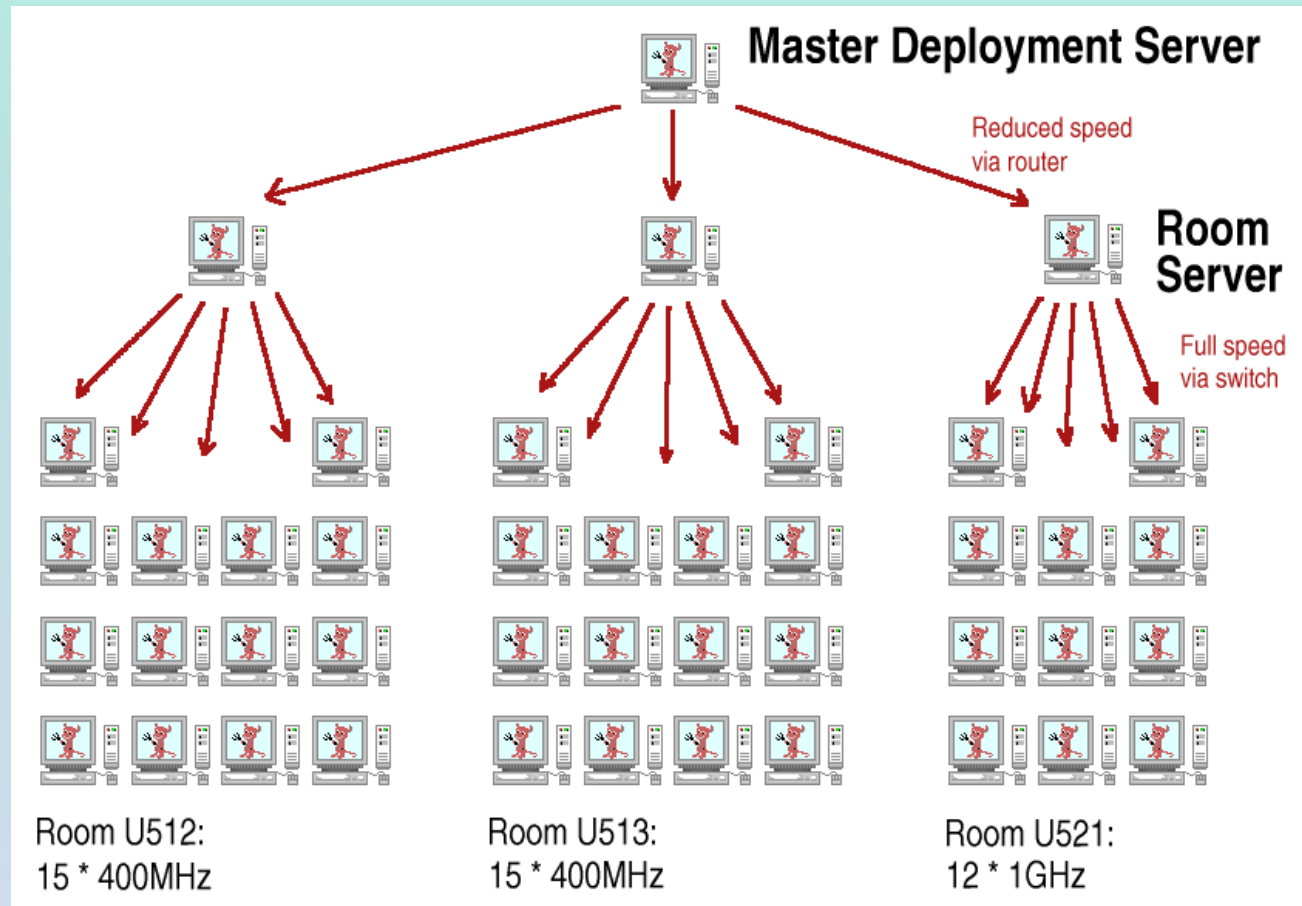 Master Deployment Server
Reduced speed
via router
Room
Server
Full speed
via switch
Room U512:
15 * 400MHz
Room U513:
15 * 400MHz
Room U521:
12 * 1GHz